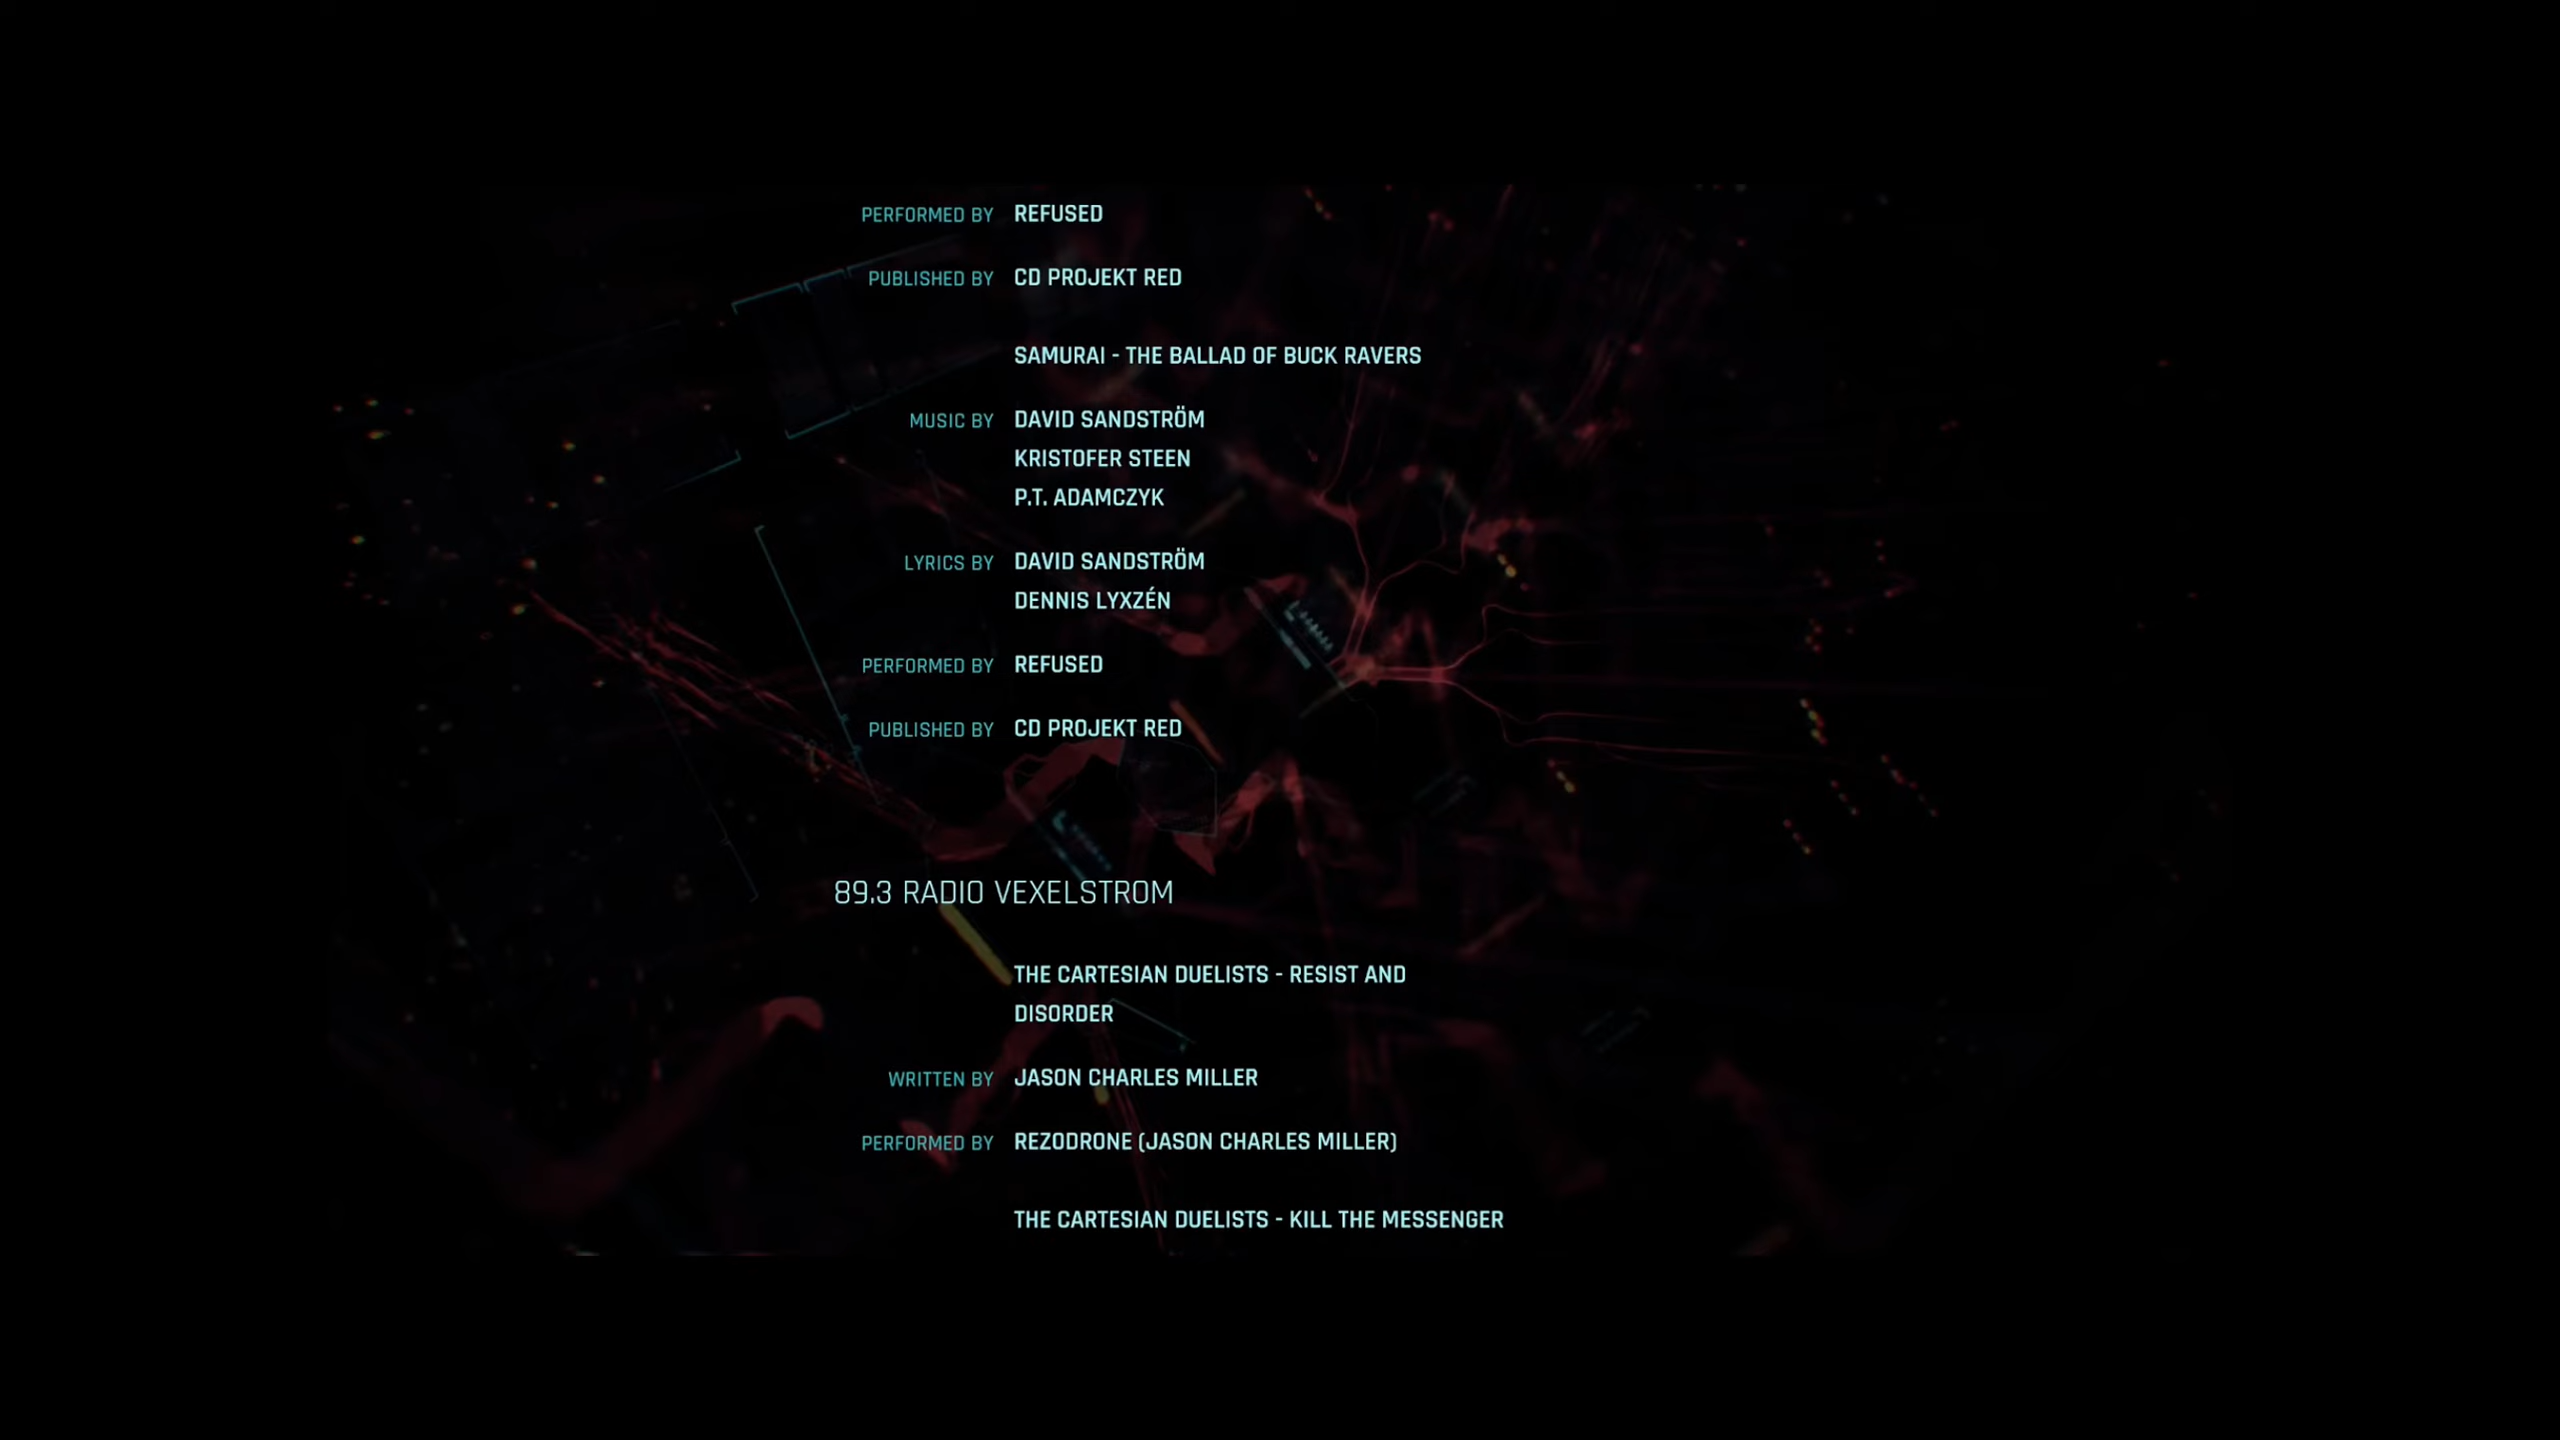 PERFORMED BY REFUSED
PUBLISHED BY CD PROJEKT RED
SAMURAI - THE BALLAD OF BUCK RAVERS
MUSIC BY DAVID SANDSTRÖM
KRISTOFER STEEN
P.T. ADAMCZYK
LYRICS BY DAVID SANDSTRÖM
DENNIS LYXZÉN
PERFORMED BY REFUSED
PUBLISHED BY CD PROJEKT RED
89.3 RADIO VEXELSTROM
THE CARTESIAN DUELISTS - RESIST AND
DISORDER
WRITTEN BY JASON CHARLES MILLER
PERFORMED BY REZODRONE (JASON CHARLES MILLER)
THE CARTESIAN DUELISTS - KILL THE MESSENGER